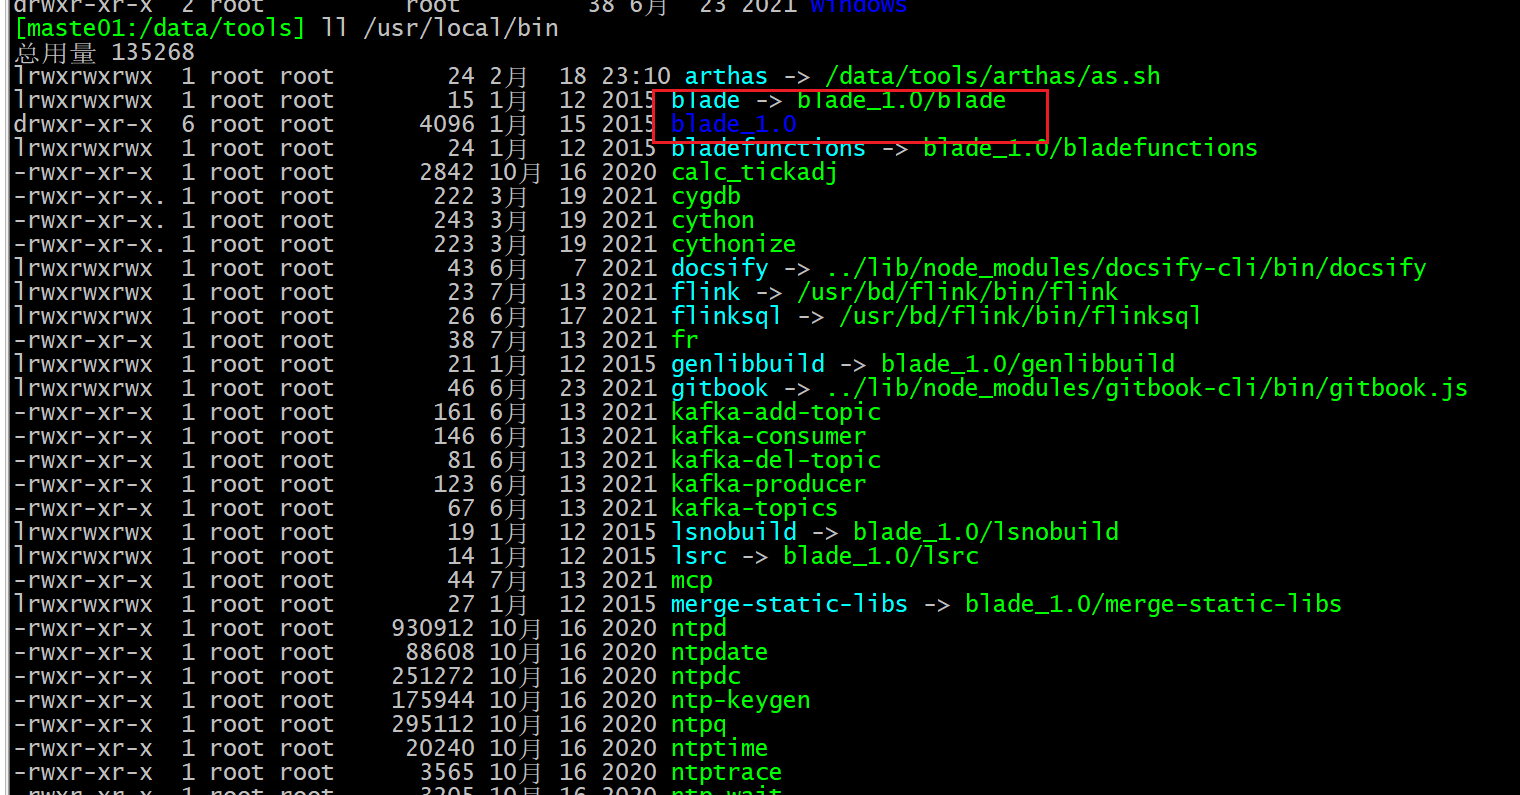 drwxr-xr-x  2 root          root         38 6月   23 2021 windows
[maste01:/data/tools] ll /usr/local/bin
总用量 135268
lrwxrwxrwx  1 root root        24 2月   18 23:10 arthas -> /data/tools/arthas/as.sh
lrwxrwxrwx  1 root root        15 1月   12 2015 blade -> blade_1.0/blade
drwxr-xr-x  6 root root      4096 1月   15 2015 blade_1.0
lrwxrwxrwx  1 root root        24 1月   12 2015 bladefunctions -> blade_1.0/bladefunctions
-rwxr-xr-x  1 root root      2842 10月  16 2020 calc_tickadj
-rwxr-xr-x. 1 root root       222 3月   19 2021 cygdb
-rwxr-xr-x. 1 root root       243 3月   19 2021 cython
-rwxr-xr-x. 1 root root       223 3月   19 2021 cythonize
lrwxrwxrwx  1 root root        43 6月    7 2021 docsify -> ../lib/node_modules/docsify-cli/bin/docsify
lrwxrwxrwx  1 root root        23 7月   13 2021 flink -> /usr/bd/flink/bin/flink
lrwxrwxrwx  1 root root        26 6月   17 2021 flinksql -> /usr/bd/flink/bin/flinksql
-rwxr-xr-x  1 root root        38 7月   13 2021 fr
lrwxrwxrwx  1 root root        21 1月   12 2015 genlibbuild -> blade_1.0/genlibbuild
lrwxrwxrwx  1 root root        46 6月   23 2021 gitbook -> ../lib/node_modules/gitbook-cli/bin/gitbook.js
-rwxr-xr-x  1 root root       161 6月   13 2021 kafka-add-topic
-rwxr-xr-x  1 root root       146 6月   13 2021 kafka-consumer
-rwxr-xr-x  1 root root        81 6月   13 2021 kafka-del-topic
-rwxr-xr-x  1 root root       123 6月   13 2021 kafka-producer
-rwxr-xr-x  1 root root        67 6月   13 2021 kafka-topics
lrwxrwxrwx  1 root root        19 1月   12 2015 lsnobuild -> blade_1.0/lsnobuild
lrwxrwxrwx  1 root root        14 1月   12 2015 lsrc -> blade_1.0/lsrc
-rwxr-xr-x  1 root root        44 7月   13 2021 mcp
lrwxrwxrwx  1 root root        27 1月   12 2015 merge-static-libs -> blade_1.0/merge-static-libs
-rwxr-xr-x  1 root root    930912 10月  16 2020 ntpd
-rwxr-xr-x  1 root root     88608 10月  16 2020 ntpdate
-rwxr-xr-x  1 root root    251272 10月  16 2020 ntpdc
-rwxr-xr-x  1 root root    175944 10月  16 2020 ntp-keygen
-rwxr-xr-x  1 root root    295112 10月  16 2020 ntpq
-rwxr-xr-x  1 root root     20240 10月  16 2020 ntptime
-rwxr-xr-x  1 root root      3565 10月  16 2020 ntptrace
-rwxr-xr-x  1 root root      3205 10月  16 2020 ntp-wait